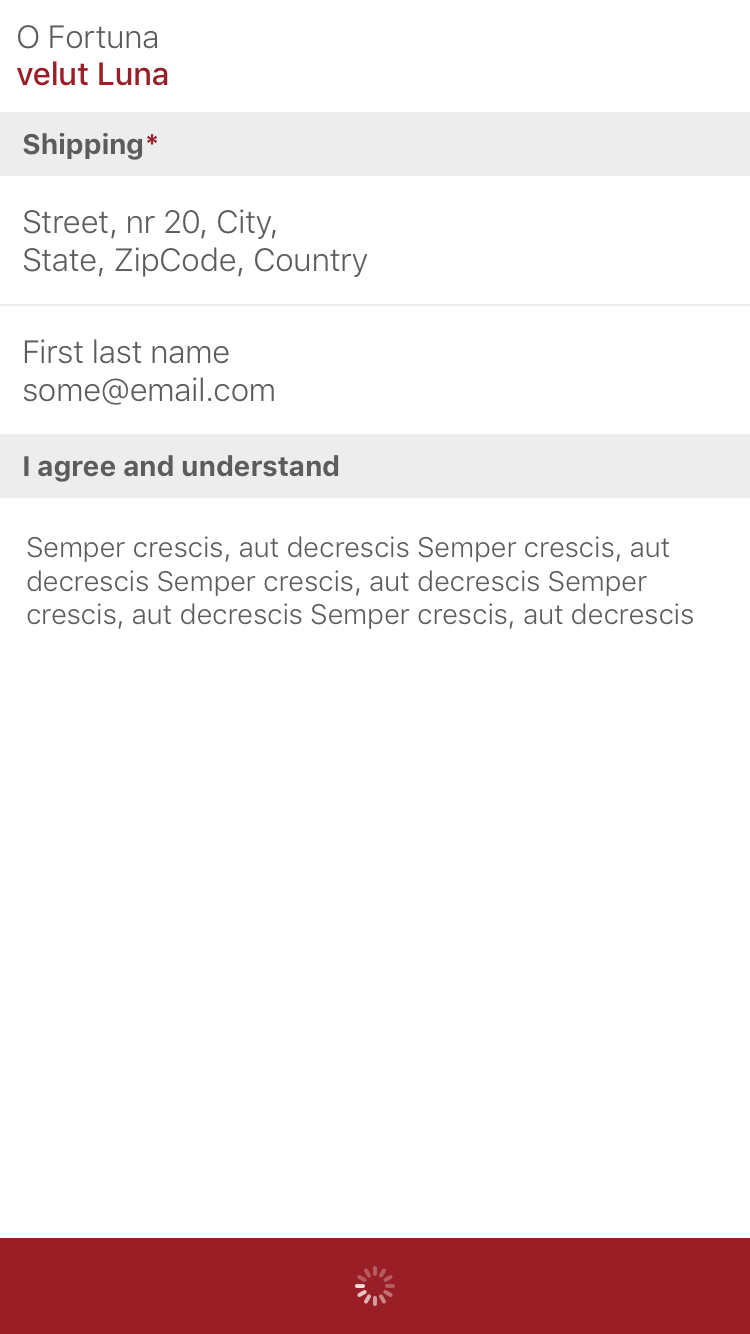 O Fortuna
velut Luna
Shipping*
Street, nr 20, City,
State, ZipCode, Country
First last name
some@email.com
I agree and understand
Semper crescis, aut decrescis Semper crescis, aut
decrescis Semper crescis, aut decrescis Semper
crescis, aut decrescis Semper crescis, aut decrescis